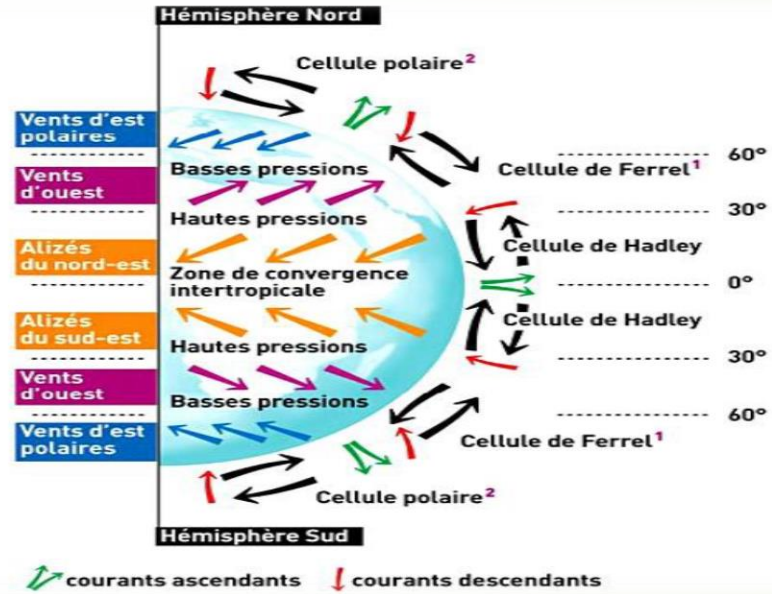 Hémisphère Nord
Cellule polaire²
Vents d'est
polaires
Basses pressions
Cellule de Ferrel¹
60°
Vents
d'ouest
Hautes pressions
30°
Alizés
du nord-est
Cellule de Hadley
Zone de convergence
intertropicale
0°
Alizés
du sud-est
Cellule de Hadley
Hautes pressions
30°
Vents
d'ouest
Basses pressions
60°
Vents d'est
polaires
Cellule de Ferrel¹
Cellule polaire²
Hémisphère Sud
courants ascendants
courants descendants